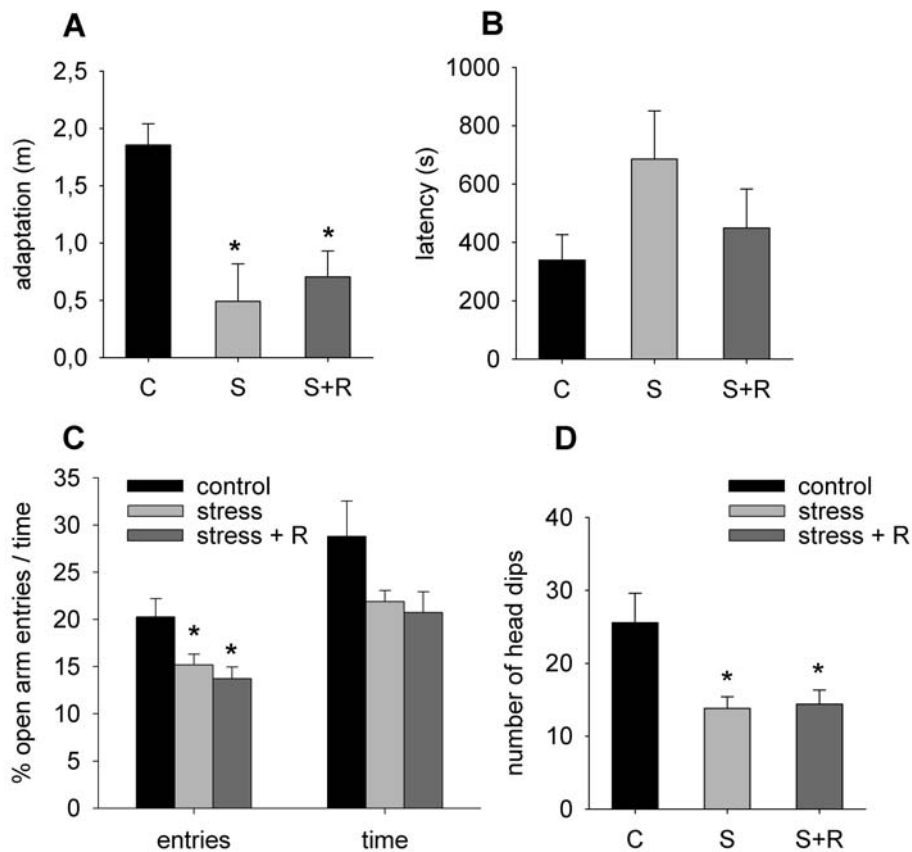 A
adaptation (m)
2,5
2,0
1,5
1,0
0,5
0,0
*
*
C S S+R
B
latency (s)
1000
800
600
400
200
0
C S S+R
C
% open arm entries / time
35
30
25
20
15
10
5
0
control
stress
stress + R
*
*
entries time
D
number of head dips
40
30
20
10
0
control
stress
stress + R
*
*
C S S+R